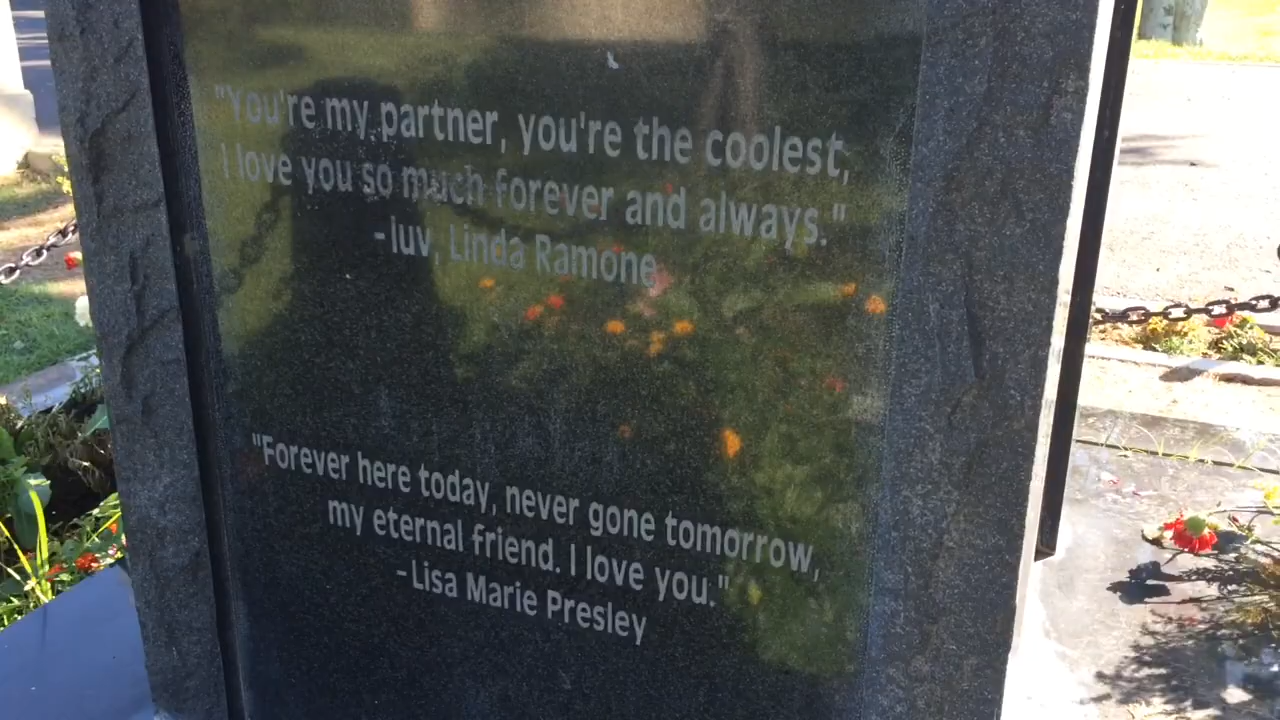 "You're my partner, you're the coolest,
I love you so much forever and always."
-luv, Linda Ramone
"Forever here today, never gone tomorrow,
my eternal friend. I love you."
-Lisa Marie Presley